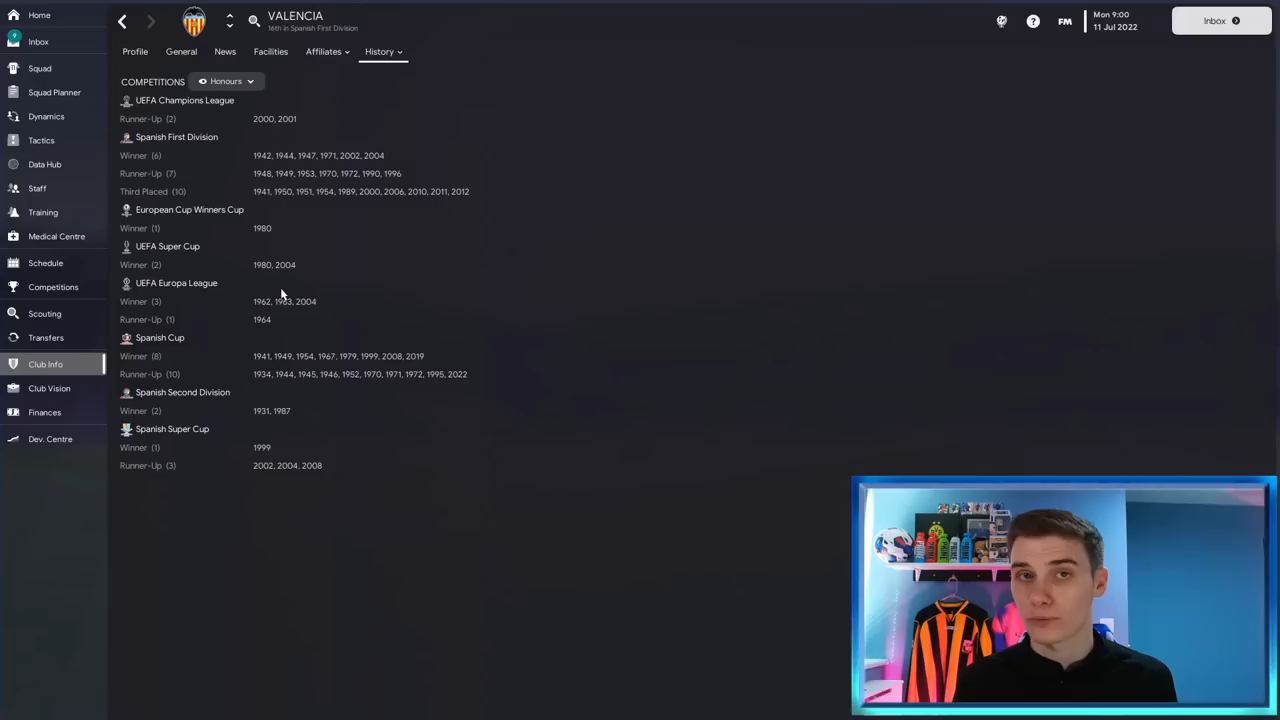 Home
Inbox
9
Squad
Squad Planner
Dynamics
Tactics
Data Hub
Staff
Training
Medical Centre
Schedule
Competitions
Scouting
Transfers
Club Info
Club Vision
Finances
Dev. Centre
VALENCIA
16th in Spanish First Division
FM
Mon 9:00
11 Jul 2022
Inbox
Profile
General
News
Facilities
Affiliates
History
COMPETITIONS
Honours
UEFA Champions League
Runner-Up (2) 2000, 2001
Spanish First Division
Winner (6) 1942, 1944, 1947, 1971, 2002, 2004
Runner-Up (7) 1948, 1949, 1953, 1970, 1972, 1990, 1996
Third Placed (10) 1941, 1950, 1951, 1954, 1989, 2000, 2006, 2010, 2011, 2012
European Cup Winners Cup
Winner (1) 1980
UEFA Super Cup
Winner (2) 1980, 2004
UEFA Europa League
Winner (3) 1962, 1963, 2004
Runner-Up (1) 1964
Spanish Cup
Winner (8) 1941, 1949, 1954, 1967, 1979, 1999, 2008, 2019
Runner-Up (10) 1934, 1944, 1945, 1946, 1952, 1970, 1971, 1972, 1995, 2022
Spanish Second Division
Winner (2) 1931, 1987
Spanish Super Cup
Winner (1) 1999
Runner-Up (3) 2002, 2004, 2008